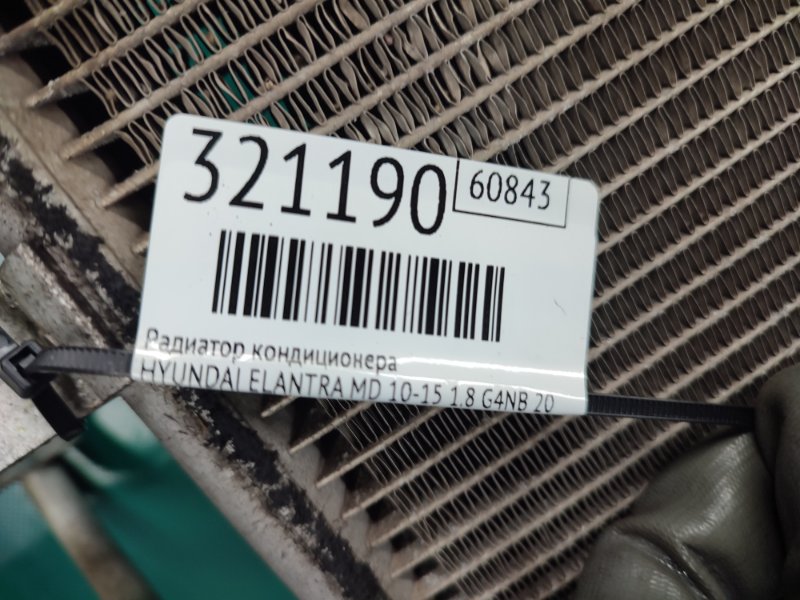 321190
60843
Радиатор кондиционера
HYUNDAI ELANTRA MD 10-15 1.8 G4NB 20